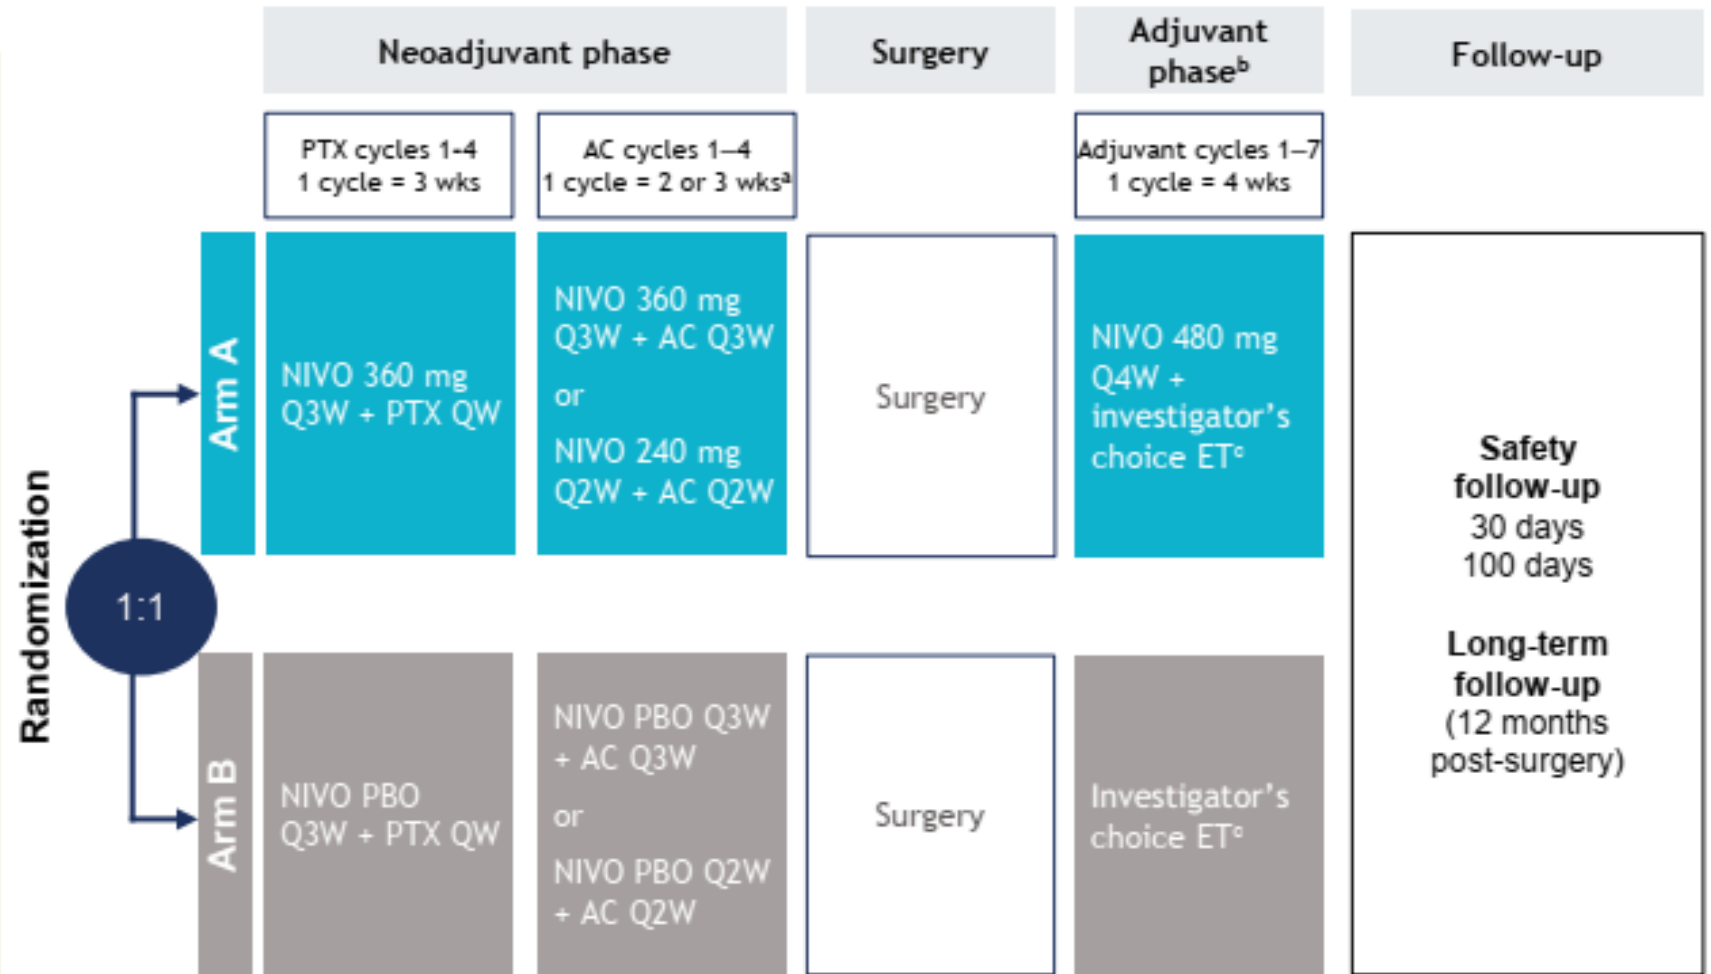 Neoadjuvant phase
Surgery
Adjuvant
phaseᵇ
Follow-up
PTX cycles 1-4
1 cycle = 3 wks
AC cycles 1–4
1 cycle = 2 or 3 wksᵃ
Adjuvant cycles 1–7
1 cycle = 4 wks
Randomization
1:1
Arm A
NIVO 360 mg
Q3W + PTX QW
NIVO 360 mg
Q3W + AC Q3W
or
NIVO 240 mg
Q2W + AC Q2W
Surgery
NIVO 480 mg
Q4W +
investigator’s
choice ETᶜ
Arm B
NIVO PBO
Q3W + PTX QW
NIVO PBO Q3W
+ AC Q3W
or
NIVO PBO Q2W
+ AC Q2W
Surgery
Investigator’s
choice ETᶜ
Safety
follow-up
30 days
100 days
Long-term
follow-up
(12 months
post-surgery)